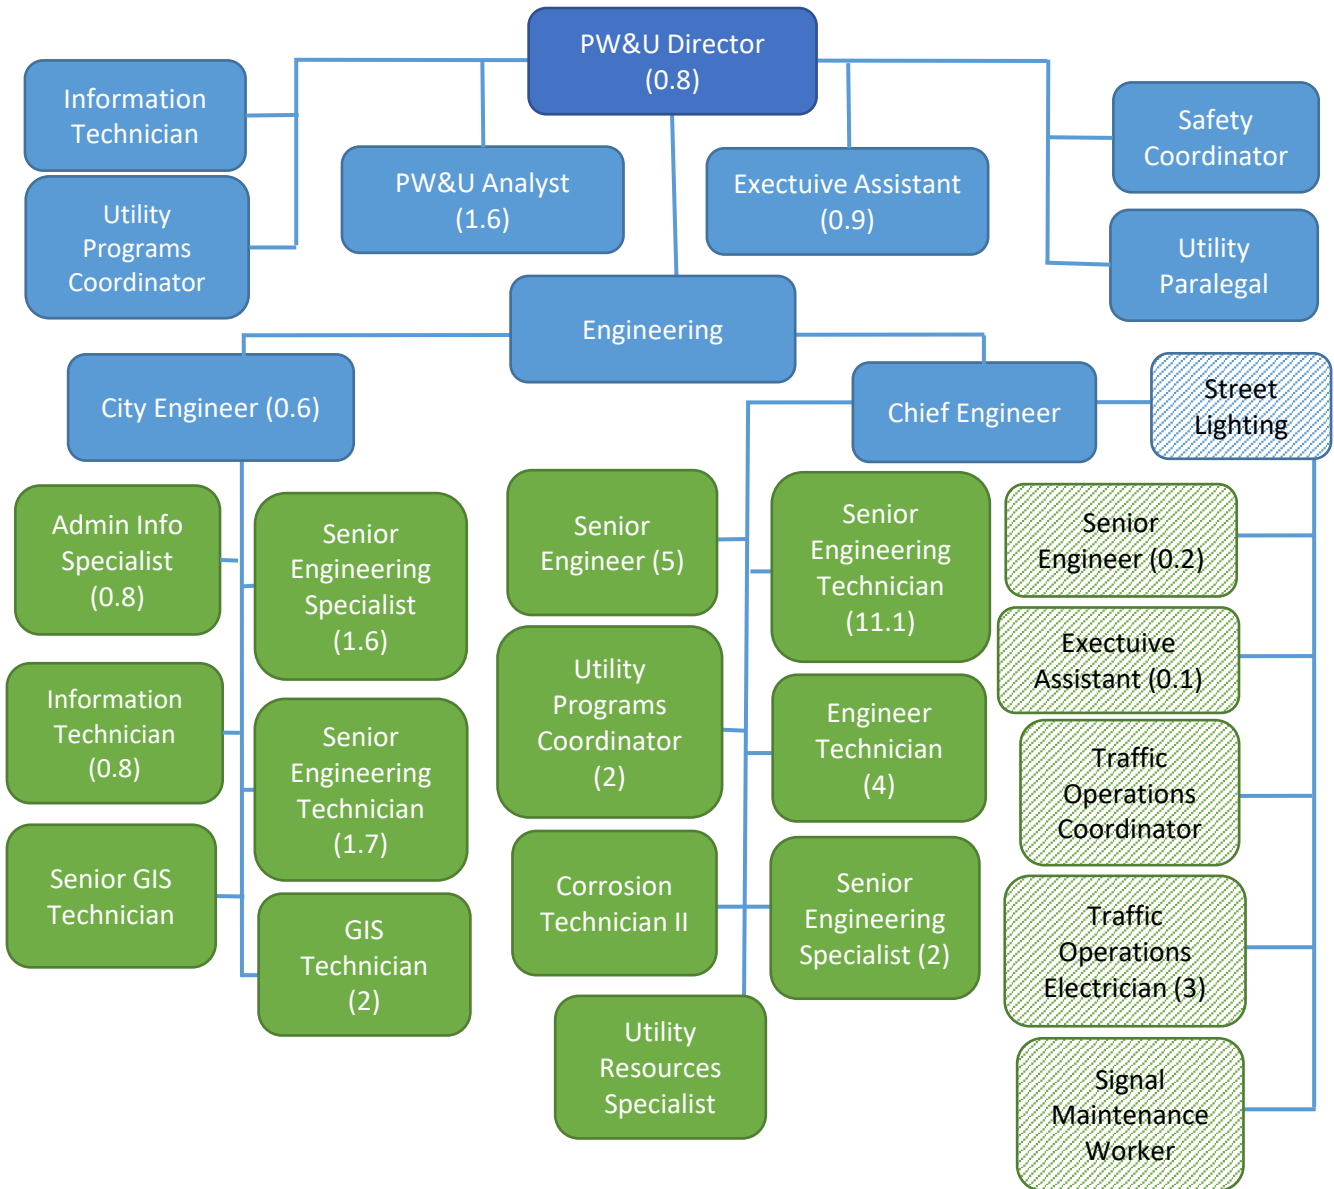 PW&U Director
(0.8)
Information
Technician
Utility
Programs
Coordinator
PW&U Analyst
(1.6)
Exectuive Assistant
(0.9)
Safety
Coordinator
Utility
Paralegal
Engineering
City Engineer (0.6)
Chief Engineer
Street
Lighting
Admin Info
Specialist
(0.8)
Senior
Engineering
Specialist
(1.6)
Information
Technician
(0.8)
Senior
Engineering
Technician
(1.7)
Senior GIS
Technician
GIS
Technician
(2)
Senior
Engineer (5)
Senior
Engineering
Technician
(11.1)
Utility
Programs
Coordinator
(2)
Engineer
Technician
(4)
Corrosion
Technician II
Senior
Engineering
Specialist (2)
Utility
Resources
Specialist
Senior
Engineer (0.2)
Exectuive
Assistant (0.1)
Traffic
Operations
Coordinator
Traffic
Operations
Electrician (3)
Signal
Maintenance
Worker